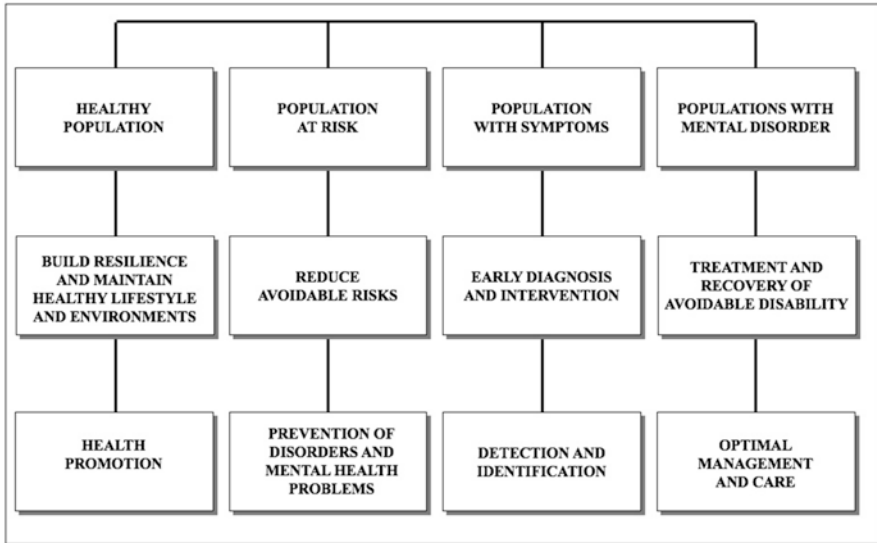 HEALTHY
POPULATION
POPULATION
AT RISK
POPULATION
WITH SYMPTOMS
POPULATIONS WITH
MENTAL DISORDER
BUILD RESILIENCE
AND MAINTAIN
HEALTHY LIFESTYLE
AND ENVIRONMENTS
REDUCE
AVOIDABLE RISKS
EARLY DIAGNOSIS
AND INTERVENTION
TREATMENT AND
RECOVERY OF
AVOIDABLE DISABILITY
HEALTH
PROMOTION
PREVENTION OF
DISORDERS AND
MENTAL HEALTH
PROBLEMS
DETECTION AND
IDENTIFICATION
OPTIMAL
MANAGEMENT
AND CARE